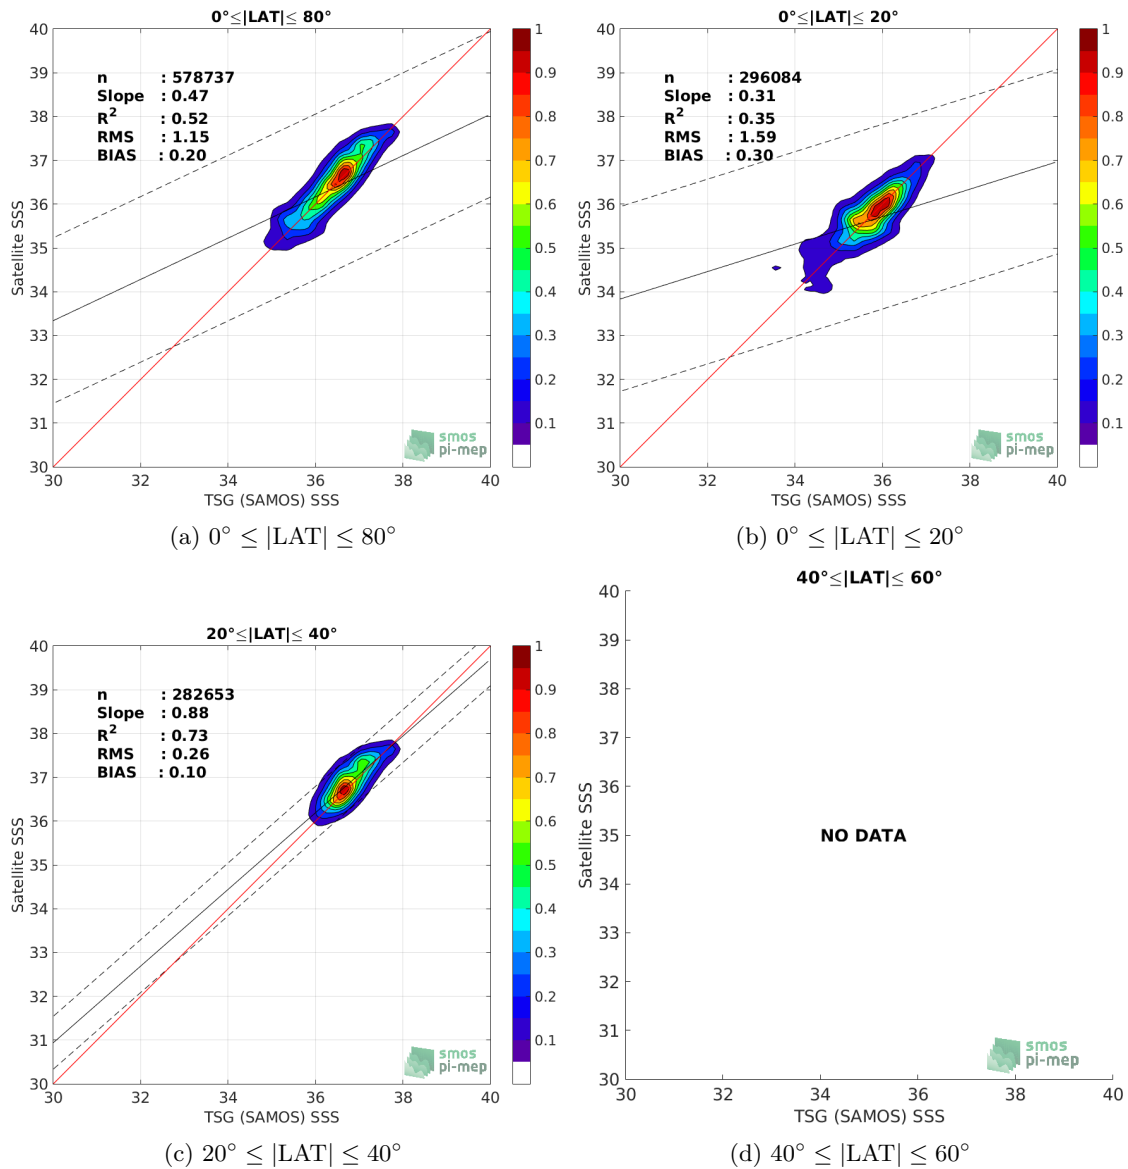 0°≤|LAT|≤ 80°
n : 578737
Slope : 0.47
R2 : 0.52
RMS : 1.15
BIAS : 0.20
Satellite SSS
40
39
38
37
36
35
34
33
32
31
30
30 32 34 36 38 40
TSG (SAMOS) SSS
1
0.9
0.8
0.7
0.6
0.5
0.4
0.3
0.2
0.1
smos
pi-mep
(a) 0° ≤ |LAT| ≤ 80°
0°≤|LAT|≤ 20°
n : 296084
Slope : 0.31
R2 : 0.35
RMS : 1.59
BIAS : 0.30
Satellite SSS
40
39
38
37
36
35
34
33
32
31
30
30 32 34 36 38 40
TSG (SAMOS) SSS
1
0.9
0.8
0.7
0.6
0.5
0.4
0.3
0.2
0.1
smos
pi-mep
(b) 0° ≤ |LAT| ≤ 20°
20°≤|LAT|≤ 40°
n : 282653
Slope : 0.88
R2 : 0.73
RMS : 0.26
BIAS : 0.10
Satellite SSS
40
39
38
37
36
35
34
33
32
31
30
30 32 34 36 38 40
TSG (SAMOS) SSS
1
0.9
0.8
0.7
0.6
0.5
0.4
0.3
0.2
0.1
smos
pi-mep
(c) 20° ≤ |LAT| ≤ 40°
40°≤|LAT|≤ 60°
Satellite SSS
40
39
38
37
36
35
34
33
32
31
30
NO DATA
30 32 34 36 38 40
TSG (SAMOS) SSS
smos
pi-mep
(d) 40° ≤ |LAT| ≤ 60°